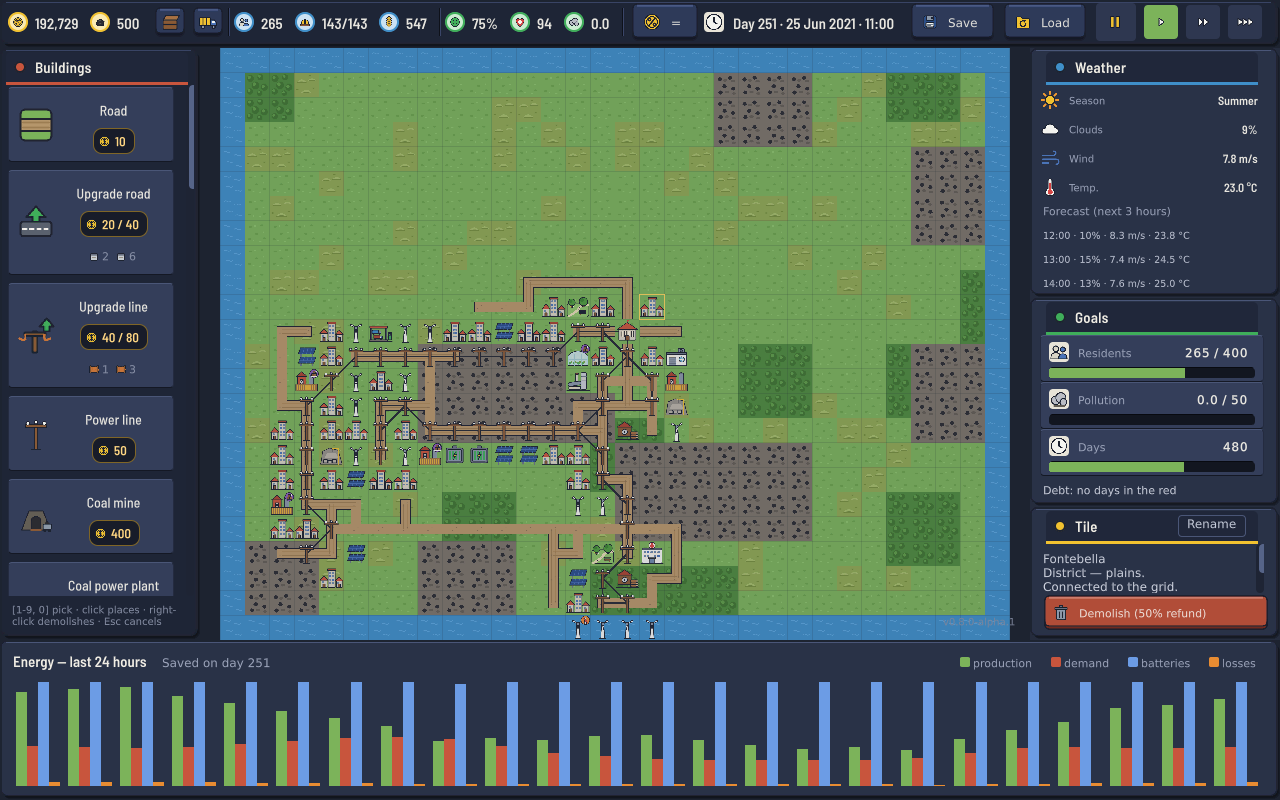 192,729
500
265
143/143
547
75%
94
0.0
=
Day 251 · 25 Jun 2021 · 11:00
Save
Load
Buildings
Road
10
Upgrade road
20 / 40
2
6
Upgrade line
40 / 80
1
3
Power line
50
Coal mine
400
Coal power plant
[1-9, 0] pick · click places · right-
click demolishes · Esc cancels
Weather
Season
Summer
Clouds
9%
Wind
7.8 m/s
Temp.
23.0 °C
Forecast (next 3 hours)
12:00 · 10% · 8.3 m/s · 23.8 °C
13:00 · 15% · 7.4 m/s · 24.5 °C
14:00 · 13% · 7.6 m/s · 25.0 °C
Goals
Residents
265 / 400
Pollution
0.0 / 50
Days
480
Debt: no days in the red
Tile
Rename
Fontebella
District — plains.
Connected to the grid.
Demolish (50% refund)
Energy — last 24 hours
Saved on day 251
production
demand
batteries
losses